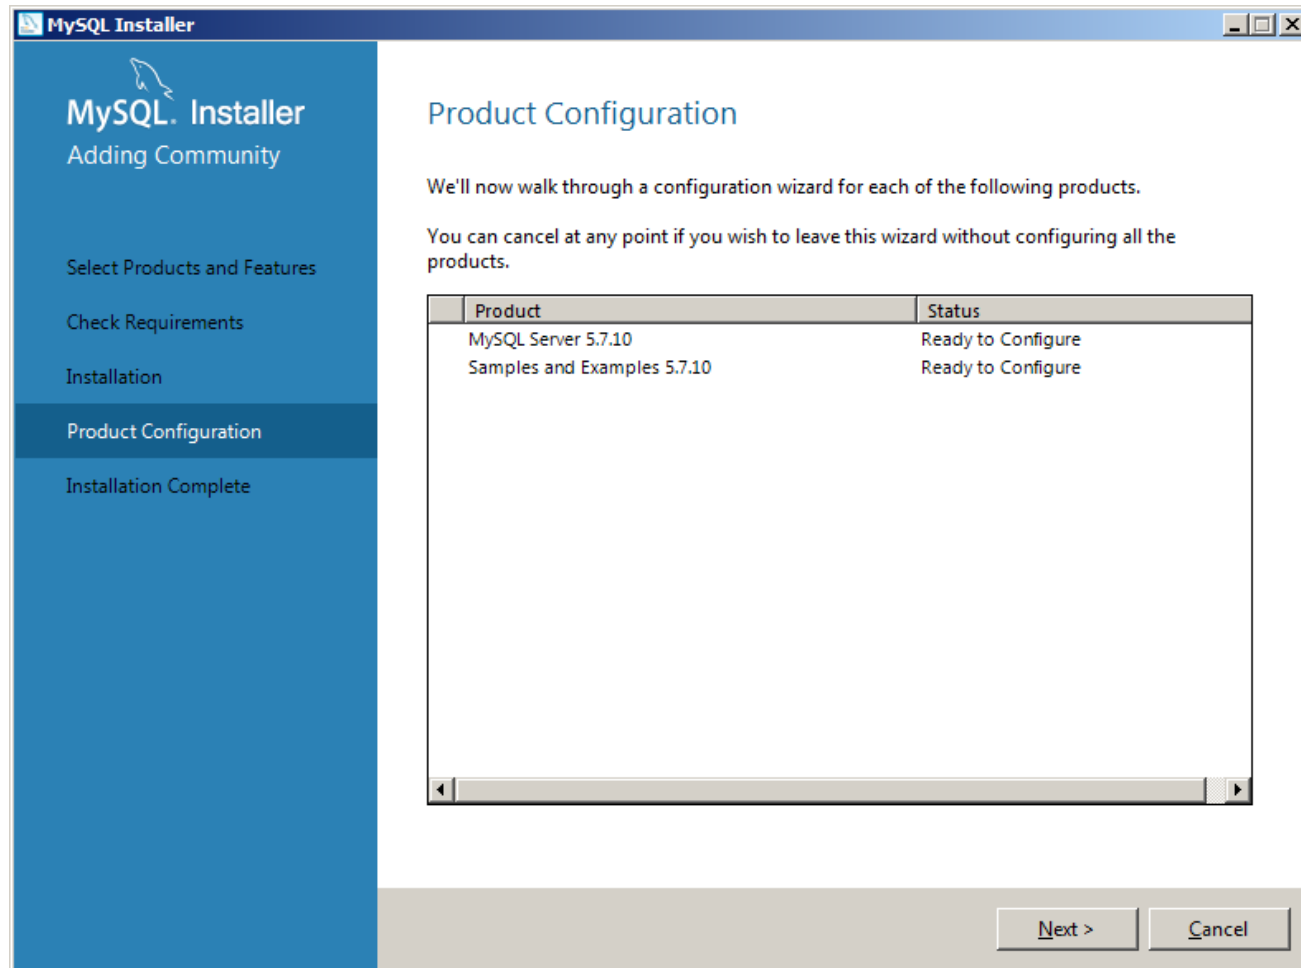 MySQL Installer
MySQL. Installer
Adding Community
Select Products and Features
Check Requirements
Installation
Product Configuration
Installation Complete
Product Configuration
We'll now walk through a configuration wizard for each of the following products.
You can cancel at any point if you wish to leave this wizard without configuring all the
products.
Product Status
MySQL Server 5.7.10 Ready to Configure
Samples and Examples 5.7.10 Ready to Configure
Next > Cancel